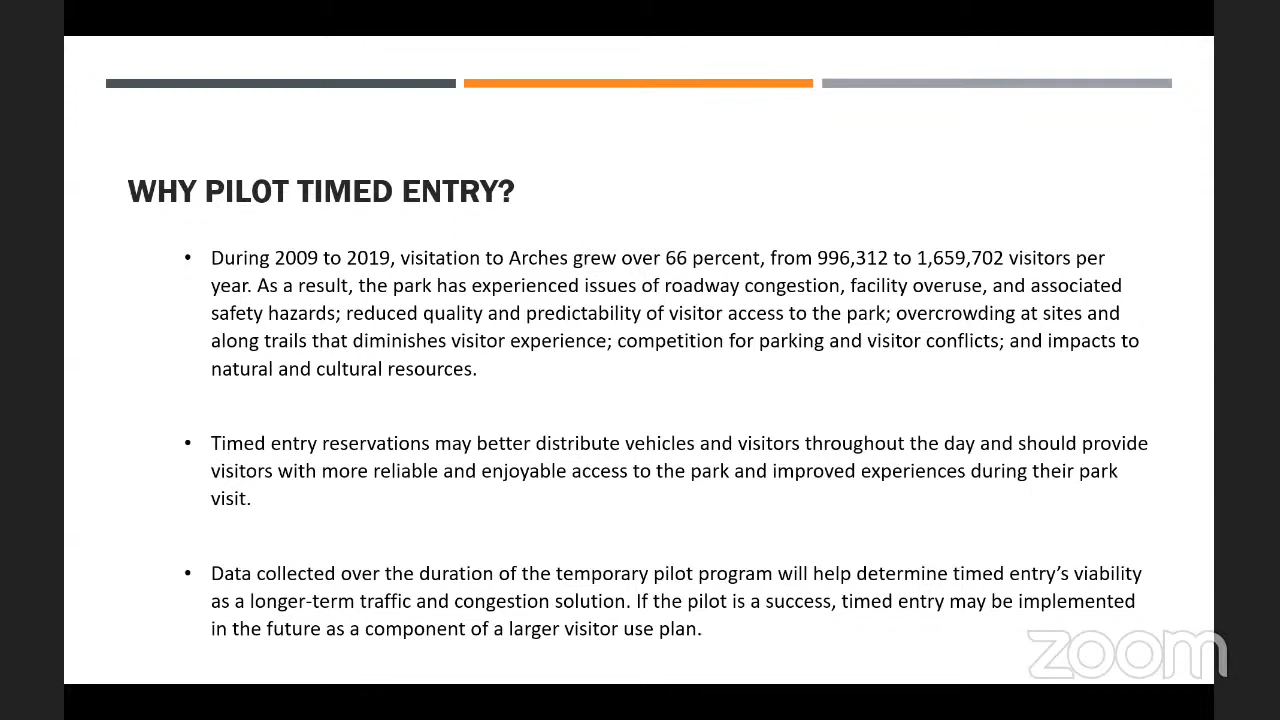 WHY PILOT TIMED ENTRY?
• During 2009 to 2019, visitation to Arches grew over 66 percent, from 996,312 to 1,659,702 visitors per
year. As a result, the park has experienced issues of roadway congestion, facility overuse, and associated
safety hazards; reduced quality and predictability of visitor access to the park; overcrowding at sites and
along trails that diminishes visitor experience; competition for parking and visitor conflicts; and impacts to
natural and cultural resources.
• Timed entry reservations may better distribute vehicles and visitors throughout the day and should provide
visitors with more reliable and enjoyable access to the park and improved experiences during their park
visit.
• Data collected over the duration of the temporary pilot program will help determine timed entry’s viability
as a longer-term traffic and congestion solution. If the pilot is a success, timed entry may be implemented
in the future as a component of a larger visitor use plan.
zoom